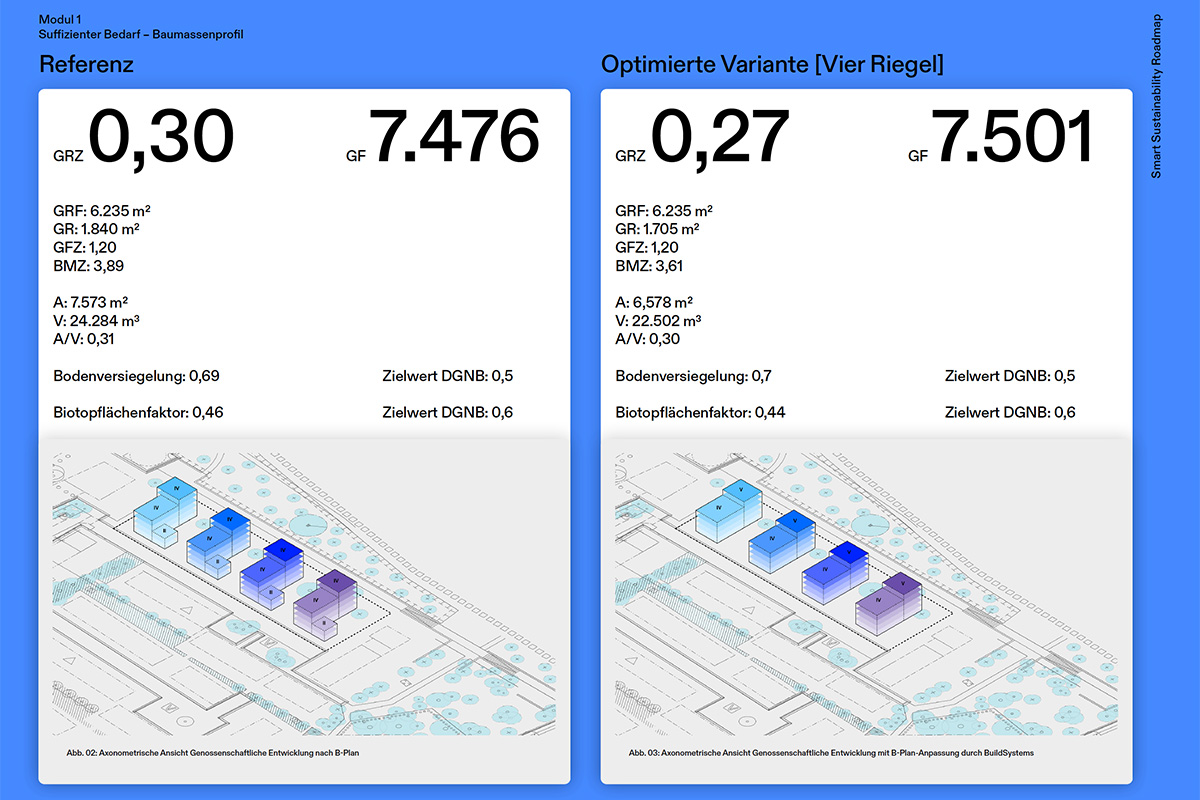 Modul 1
Suffizienter Bedarf – Baumassenprofil
Referenz
GRZ 0,30
GF 7.476
GRF: 6.235 m²
GR: 1.840 m²
GFZ: 1,20
BMZ: 3,89
A: 7.573 m²
V: 24.284 m³
A/V: 0,31
Bodenversiegelung: 0,69
Zielwert DGNB: 0,5
Biotopflächenfaktor: 0,46
Zielwert DGNB: 0,6
IV
IV
II
IV
IV
II
IV
IV
II
IV
IV
II
Abb. 02: Axonometrische Ansicht Genossenschaftliche Entwicklung nach B-Plan
Optimierte Variante [Vier Riegel]
GRZ 0,27
GF 7.501
GRF: 6.235 m²
GR: 1.705 m²
GFZ: 1,20
BMZ: 3,61
A: 6,578 m²
V: 22.502 m³
A/V: 0,30
Bodenversiegelung: 0,7
Zielwert DGNB: 0,5
Biotopflächenfaktor: 0,44
Zielwert DGNB: 0,6
V
IV
V
IV
V
IV
V
IV
Abb. 03: Axonometrische Ansicht Genossenschaftliche Entwicklung mit B-Plan-Anpassung durch BuildSystems
Smart Sustainability Roadmap